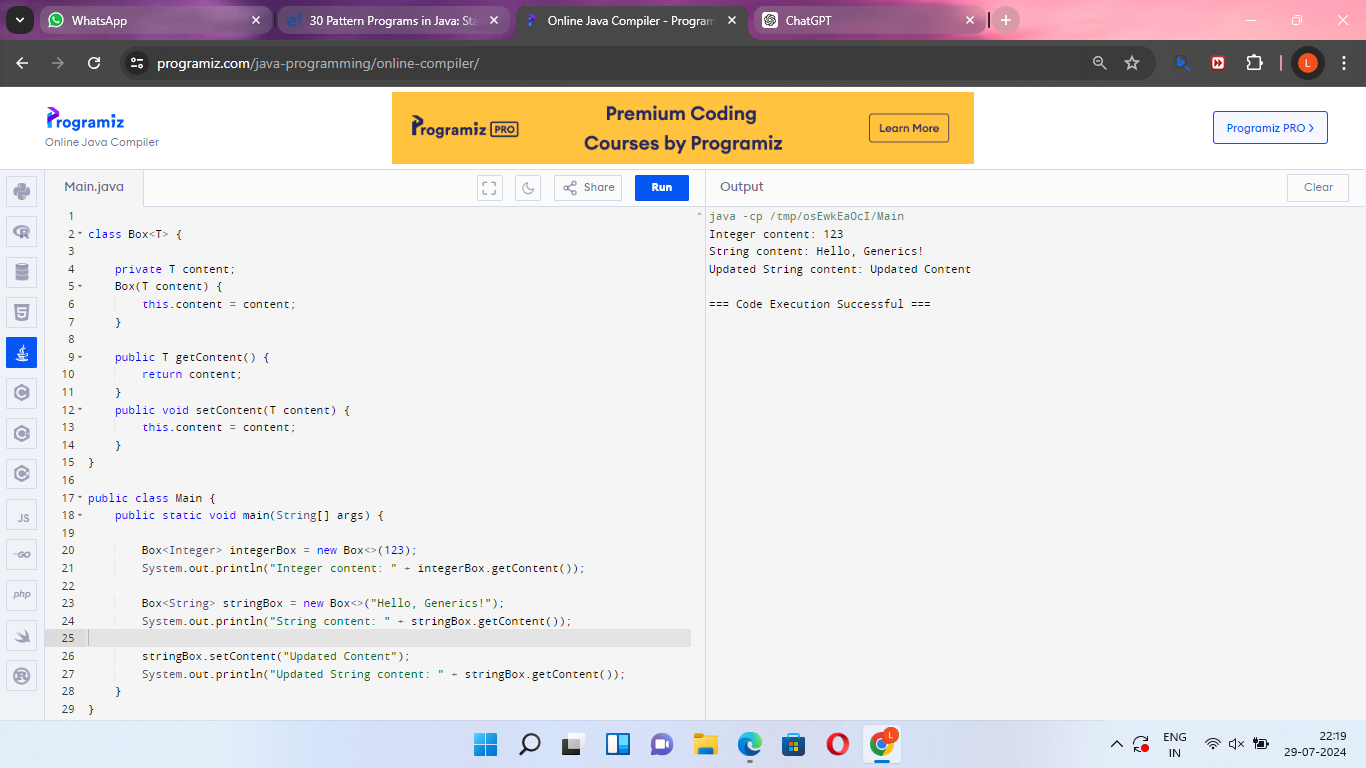 WhatsApp
30 Pattern Programs in Java: Sta
Online Java Compiler - Program
ChatGPT
programiz.com/java-programming/online-compiler/
L
Programiz
Online Java Compiler
Programiz PRO
Premium Coding
Courses by Programiz
Learn More
Programiz PRO >
Main.java
Share
Run
Output
Clear
1
2 class Box<T> {
3
4 private T content;
5 Box(T content) {
6 this.content = content;
7 }
8
9 public T getContent() {
10 return content;
11 }
12 public void setContent(T content) {
13 this.content = content;
14 }
15 }
16
17 public class Main {
18 public static void main(String[] args) {
19
20 Box<Integer> integerBox = new Box<>(123);
21 System.out.println("Integer content: " + integerBox.getContent());
22
23 Box<String> stringBox = new Box<>("Hello, Generics!");
24 System.out.println("String content: " + stringBox.getContent());
25
26 stringBox.setContent("Updated Content");
27 System.out.println("Updated String content: " + stringBox.getContent());
28 }
29 }
java -cp /tmp/osEwkEaOcI/Main
Integer content: 123
String content: Hello, Generics!
Updated String content: Updated Content
=== Code Execution Successful ===
JS
GO
php
L
ENG
IN
22:19
29-07-2024